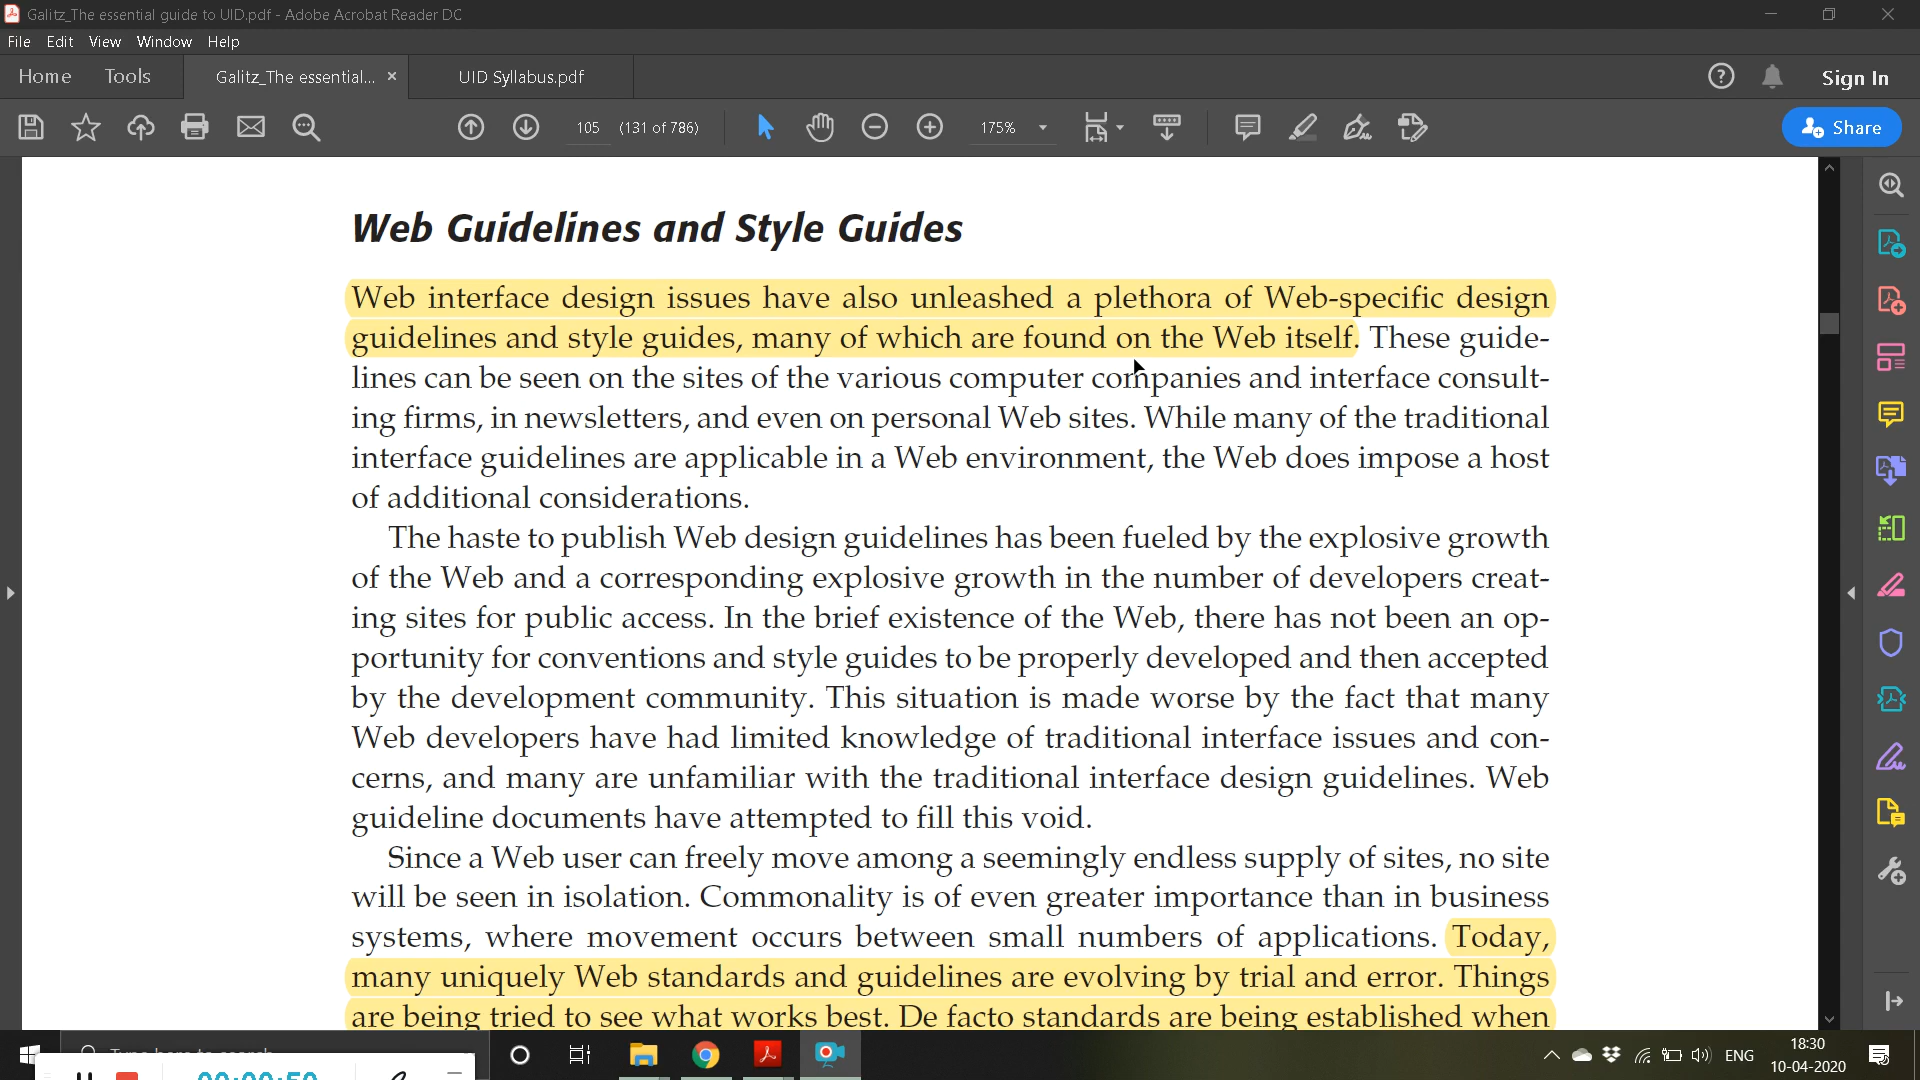 Galitz_The essential guide to UID.pdf - Adobe Acrobat Reader DC
File Edit View Window Help
Home Tools Galitz_The essential... × UID Syllabus.pdf Sign In
105 (131 of 786) 175% Share
Web Guidelines and Style Guides
Web interface design issues have also unleashed a plethora of Web-specific design
guidelines and style guides, many of which are found on the Web itself. These guide-
lines can be seen on the sites of the various computer companies and interface consult-
ing firms, in newsletters, and even on personal Web sites. While many of the traditional
interface guidelines are applicable in a Web environment, the Web does impose a host
of additional considerations.
The haste to publish Web design guidelines has been fueled by the explosive growth
of the Web and a corresponding explosive growth in the number of developers creat-
ing sites for public access. In the brief existence of the Web, there has not been an op-
portunity for conventions and style guides to be properly developed and then accepted
by the development community. This situation is made worse by the fact that many
Web developers have had limited knowledge of traditional interface issues and con-
cerns, and many are unfamiliar with the traditional interface design guidelines. Web
guideline documents have attempted to fill this void.
Since a Web user can freely move among a seemingly endless supply of sites, no site
will be seen in isolation. Commonality is of even greater importance than in business
systems, where movement occurs between small numbers of applications. Today,
many uniquely Web standards and guidelines are evolving by trial and error. Things
are being tried to see what works best. De facto standards are being established when
ENG
18:30
10-04-2020